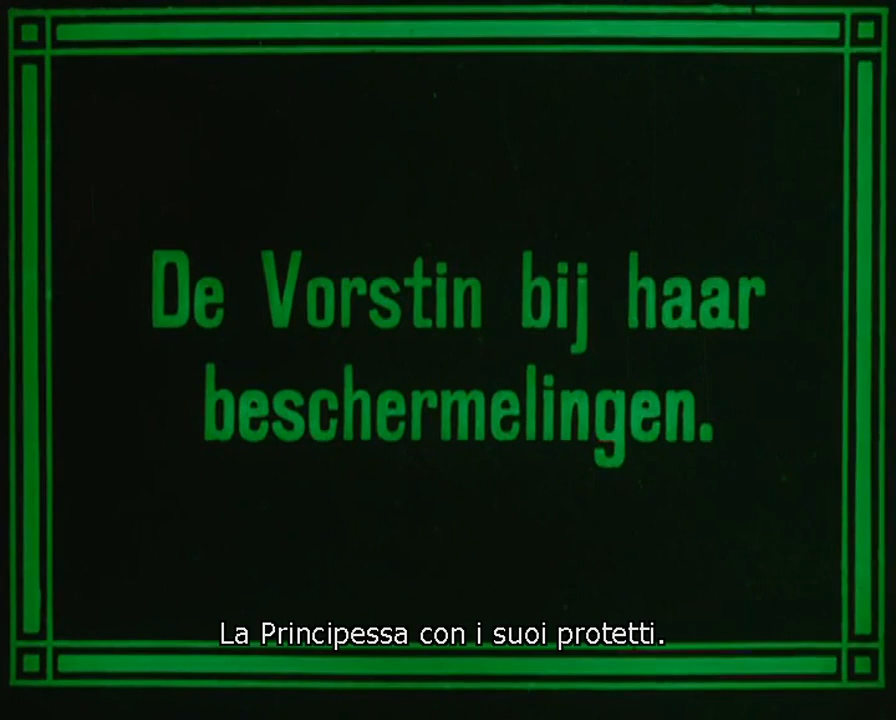 De Vorstin bij haar
beschermelingen.
La Principessa con i suoi protetti.